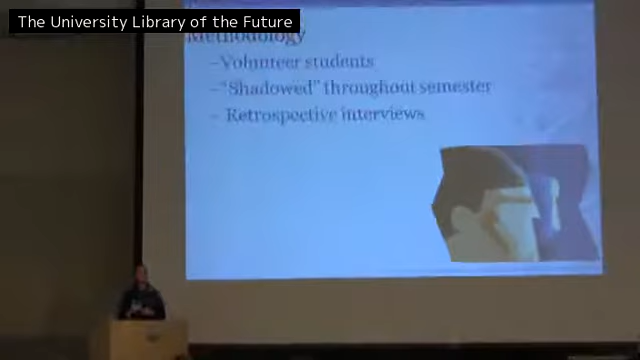 The University Library of the Future
Methodology
– Volunteer students
– "Shadowed" throughout semester
– Retrospective interviews